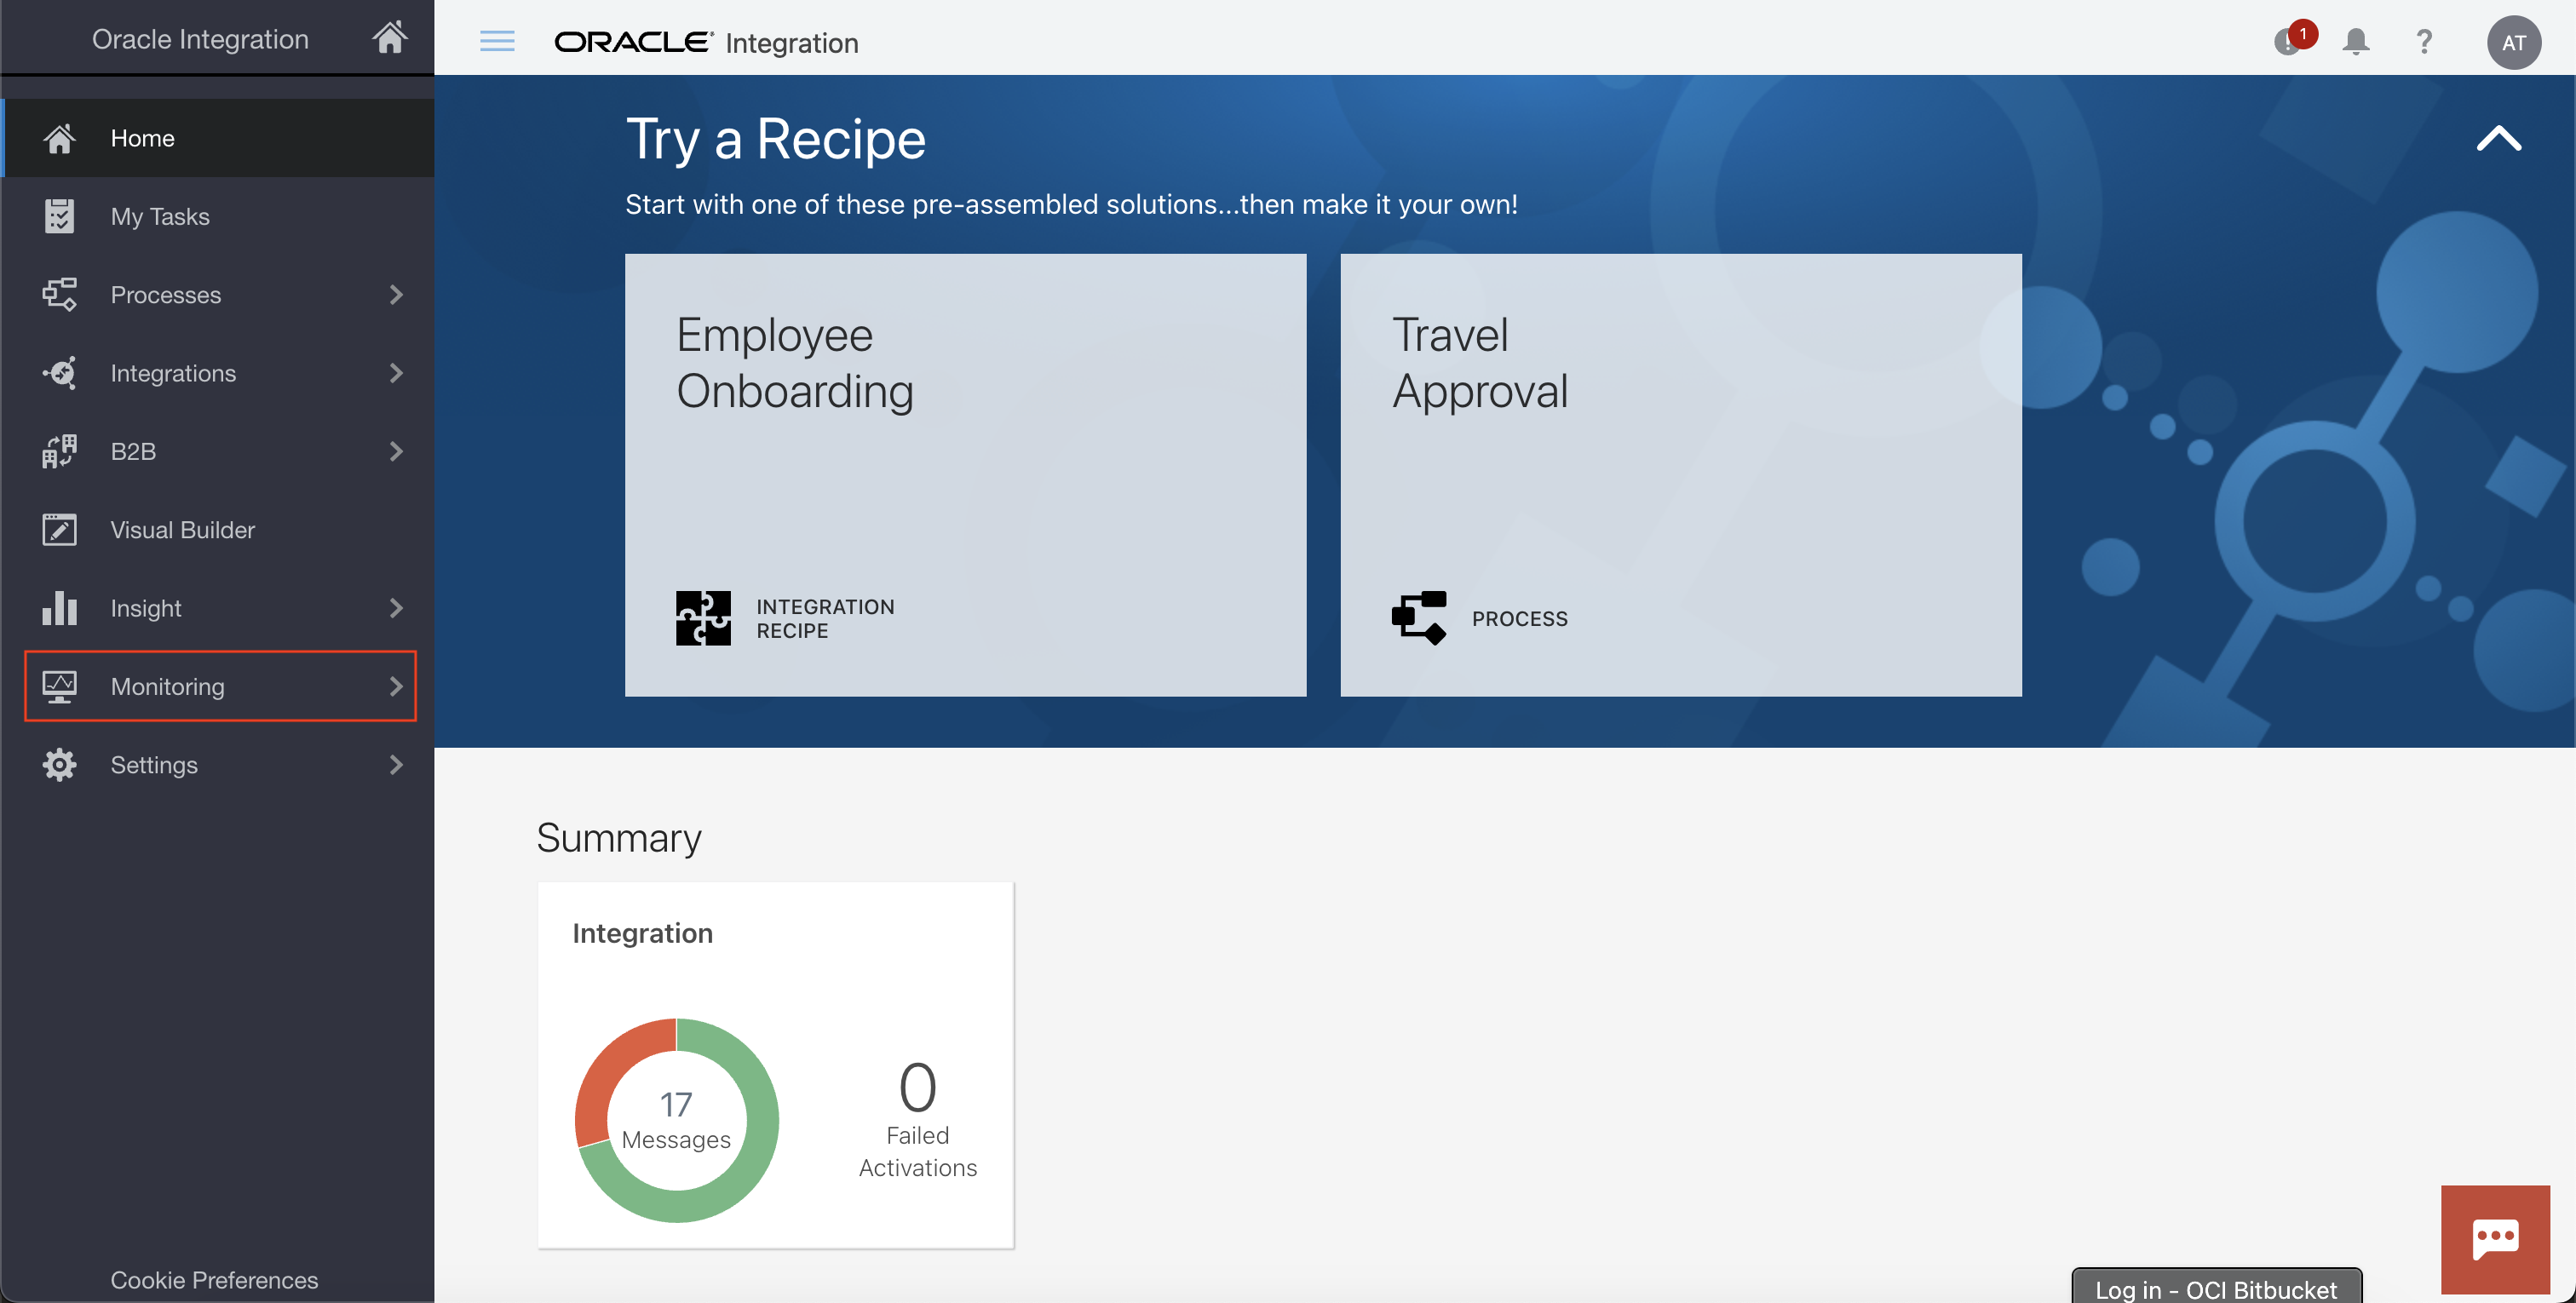 Oracle Integration
Home
My Tasks
Processes
Integrations
B2B
Visual Builder
Insight
Monitoring
Settings
Cookie Preferences
ORACLE Integration
1
?
AT
Try a Recipe
Start with one of these pre-assembled solutions...then make it your own!
Employee
Onboarding
INTEGRATION
RECIPE
Travel
Approval
PROCESS
Summary
Integration
17
Messages
0
Failed
Activations
Log in - OCI Bitbucket